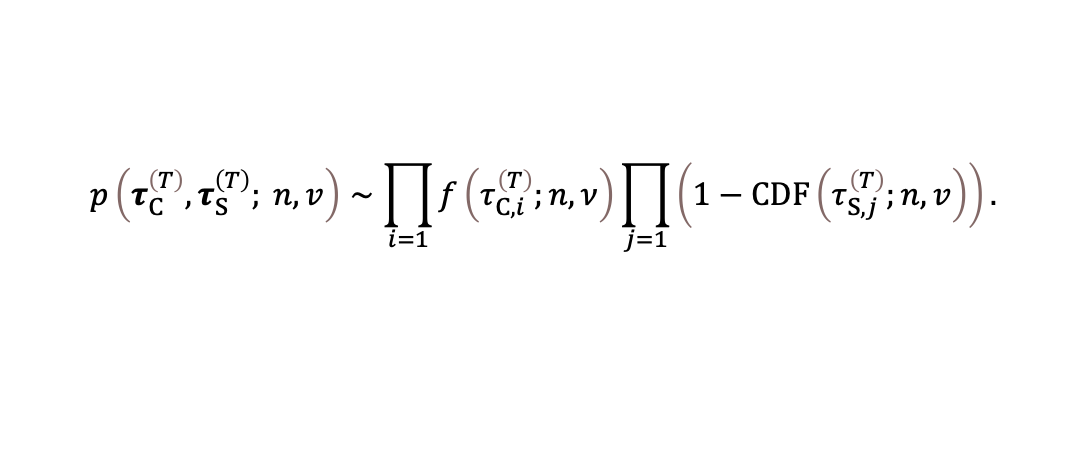 p(𝛕_C^(T), 𝛕_S^(T); n, v) ~ ∏_{i=1} f(τ_{C,i}^(T); n, v) ∏_{j=1} (1 − CDF(τ_{S,j}^(T); n, v)).